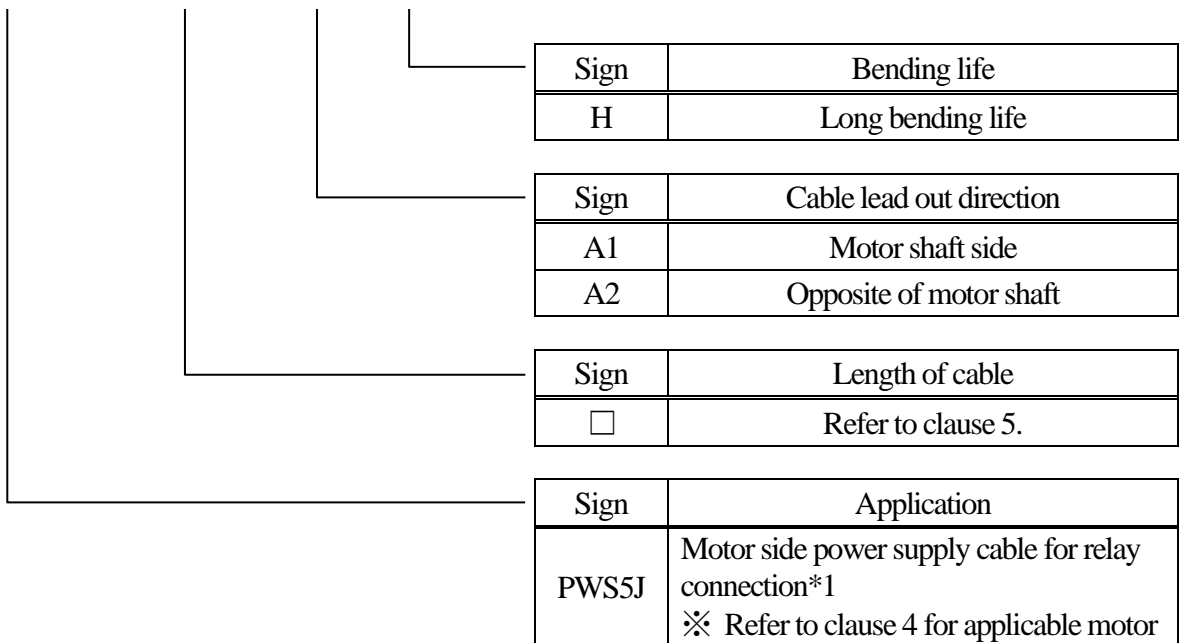 Sign Bending life
H Long bending life
Sign Cable lead out direction
A1 Motor shaft side
A2 Opposite of motor shaft
Sign Length of cable
□ Refer to clause 5.
Sign Application
PWS5J Motor side power supply cable for relay
connection*1
※ Refer to clause 4 for applicable motor